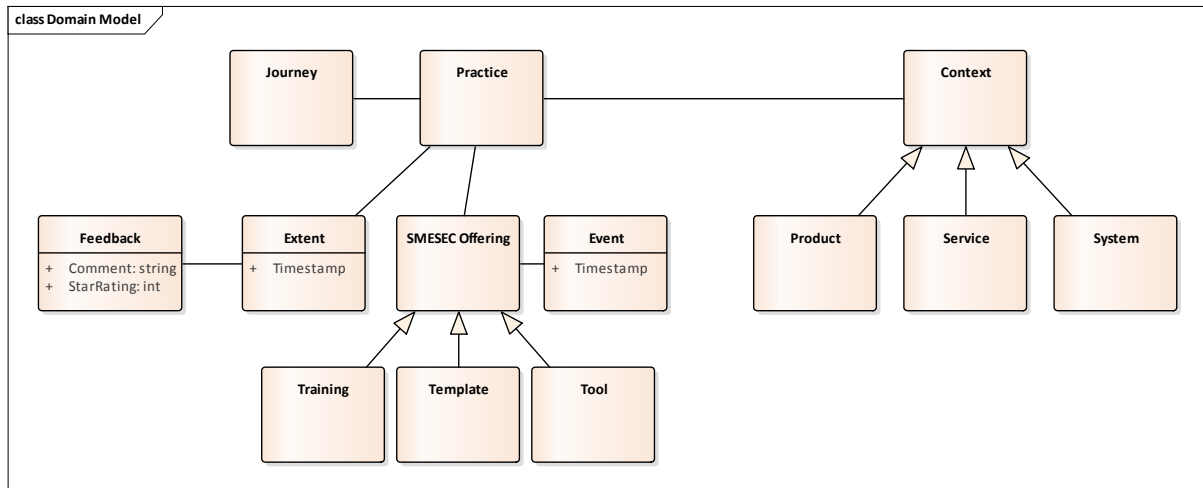 class Domain Model
Journey
Practice
Context
Feedback
+ Comment: string
+ StarRating: int
Extent
+ Timestamp
SMESEC Offering
Event
+ Timestamp
Product
Service
System
Training
Template
Tool